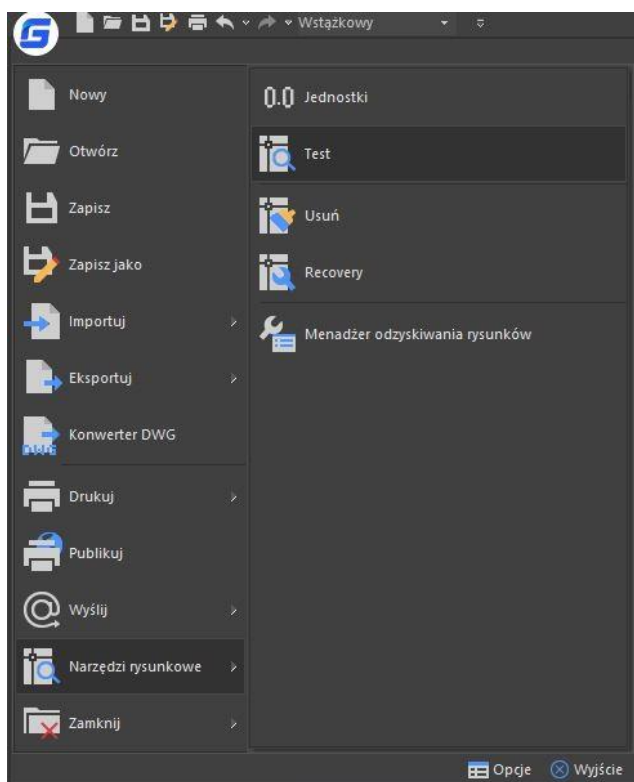 G
Wstążkowy
Nowy
Otwórz
Zapisz
Zapisz jako
Importuj
Eksportuj
DWG
Konwerter DWG
Drukuj
Publikuj
Wyślij
Narzędzi rysunkowe
Zamknij
0.0 Jednostki
Test
Usuń
Recovery
Menadżer odzyskiwania rysunków
Opcje
Wyjście